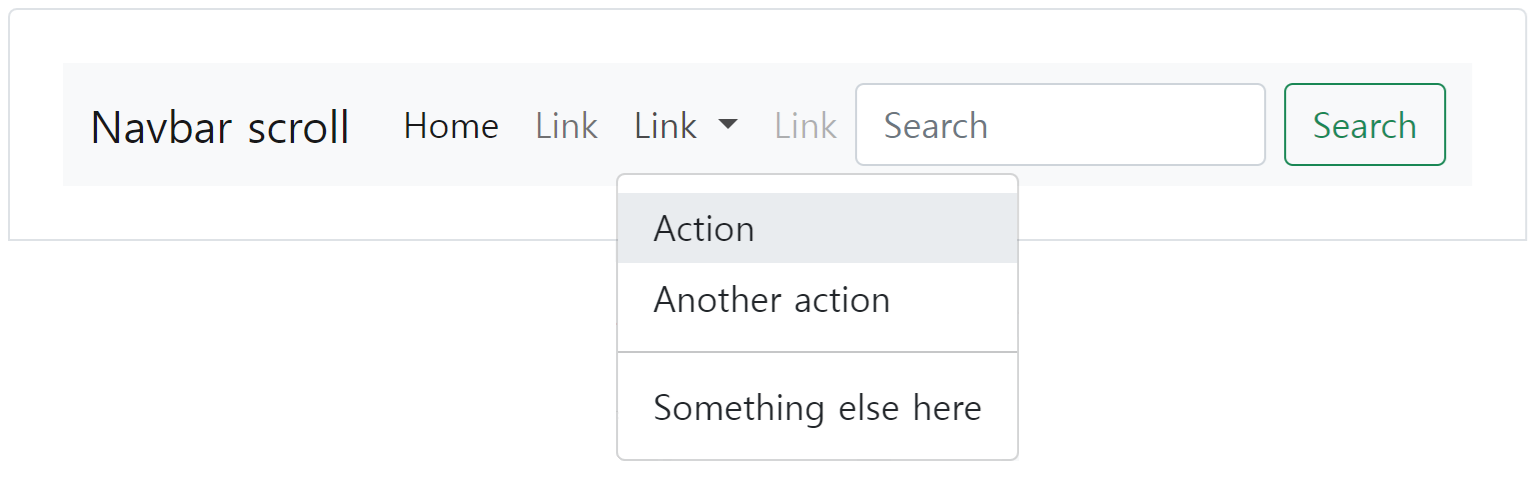 Navbar scroll Home Link Link Link Search Search
Action
Another action
Something else here